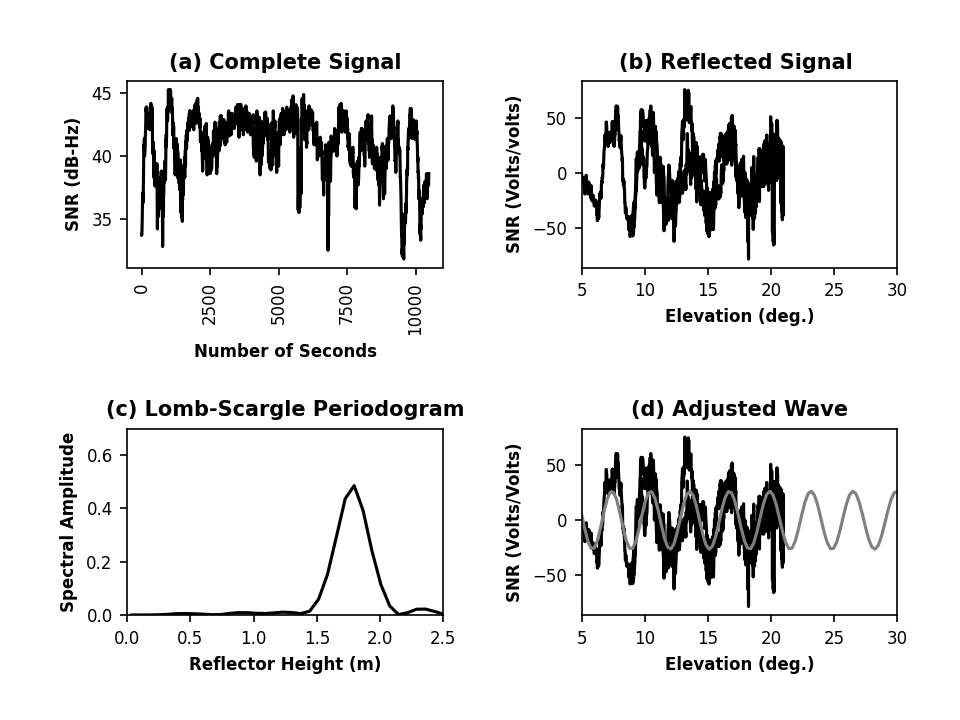 (a) Complete Signal
SNR (dB-Hz)
45
40
35
0
2500
5000
7500
10000
Number of Seconds
(b) Reflected Signal
SNR (Volts/volts)
50
0
−50
5 10 15 20 25 30
Elevation (deg.)
(c) Lomb-Scargle Periodogram
Spectral Amplitude
0.6
0.4
0.2
0.0
0.0 0.5 1.0 1.5 2.0 2.5
Reflector Height (m)
(d) Adjusted Wave
SNR (Volts/Volts)
50
0
−50
5 10 15 20 25 30
Elevation (deg.)